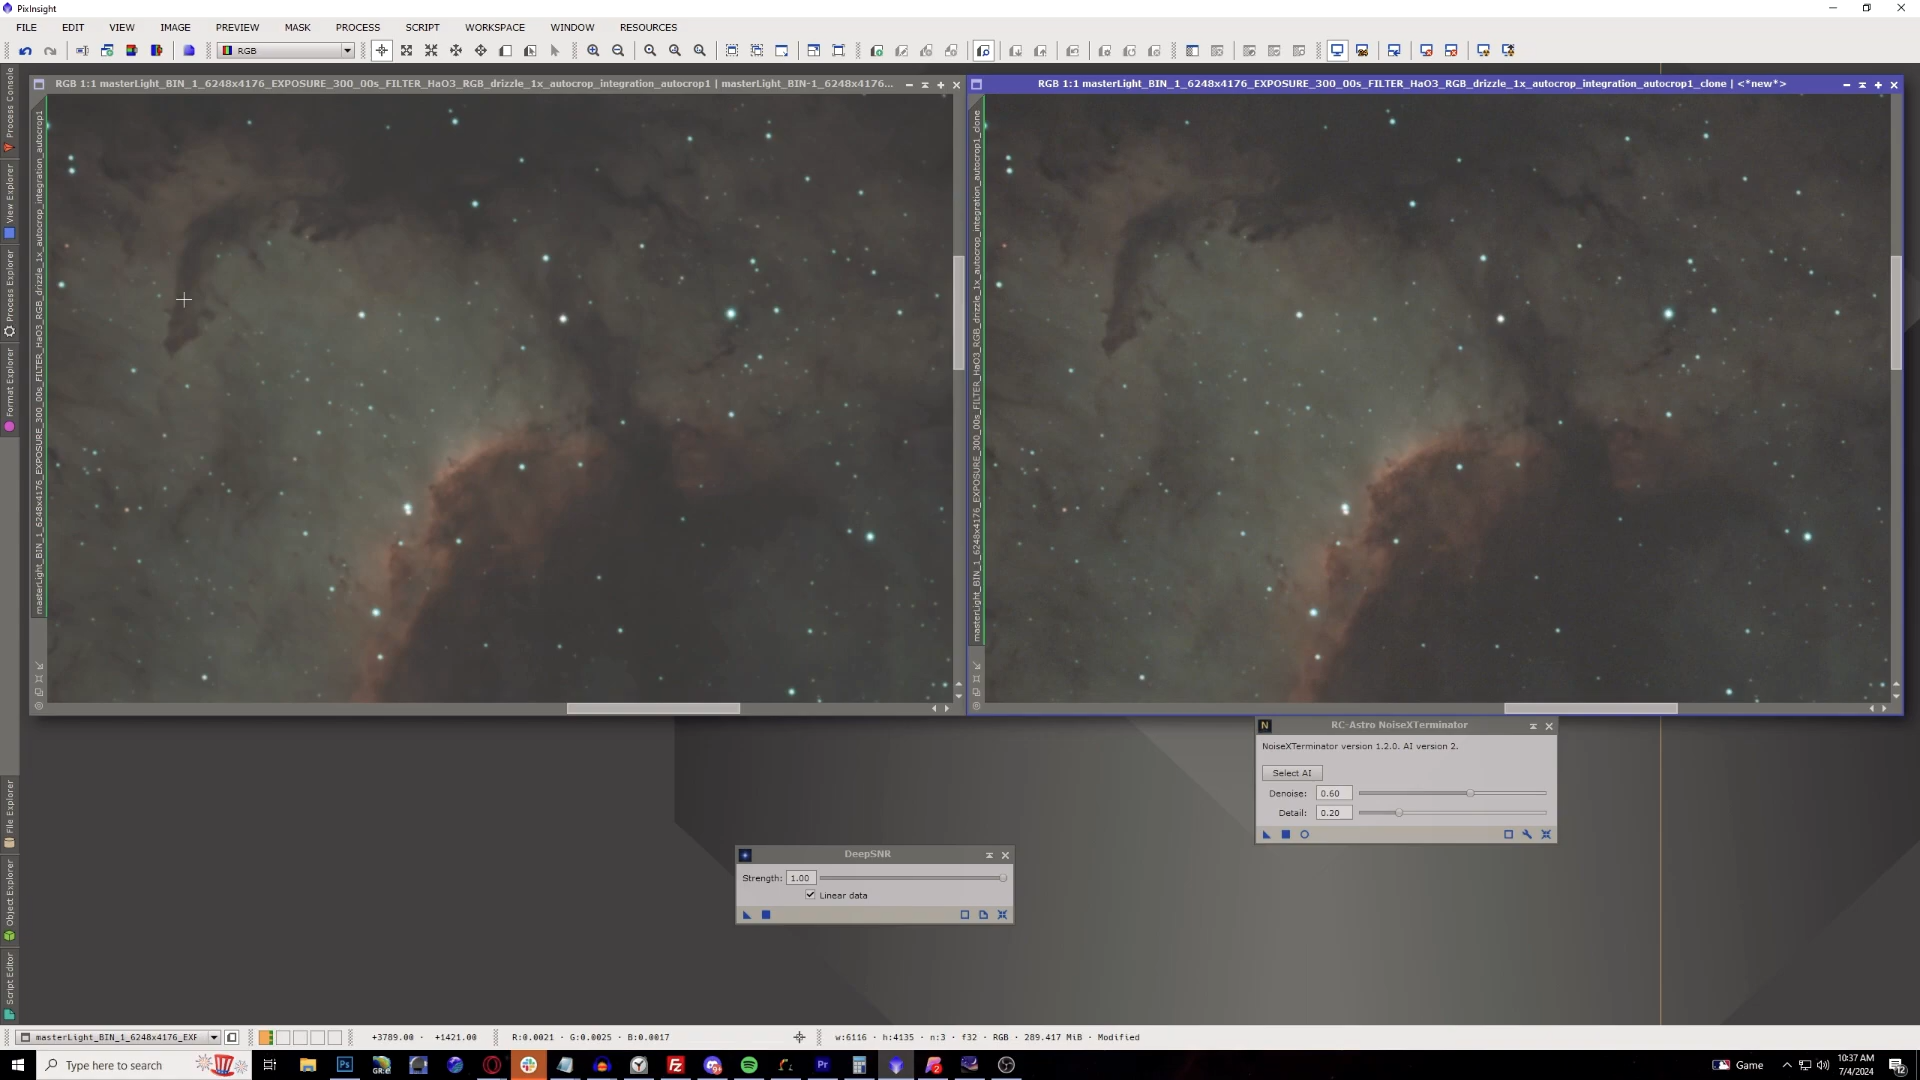 PixInsight
FILE EDIT VIEW IMAGE MASK PREVIEW PROCESS SCRIPT WORKSPACE WINDOW RESOURCES
RGB
RGB 1:1 masterLight_BIN_1_6248x4176_EXPOSURE_300_00s_FILTER_HaO3_RGB_drizzle_1x_autocrop_integration_autocrop1 | masterLight_BIN-1_6248x4176...
RGB 1:1 masterLight_BIN_1_6248x4176_EXPOSURE_300_00s_FILTER_HaO3_RGB_drizzle_1x_autocrop_integration_autocrop1_clone | <*new*>
Process Console
View Explorer
Process Explorer
Format Explorer
File Explorer
Object Explorer
Script Editor
masterLight_BIN_1_6248x4176_EXPOSURE_300_00s_FILTER_HaO3_RGB_drizzle_1x_autocrop_integration_autocrop1
masterLight_BIN_1_6248x4176_EXPOSURE_300_00s_FILTER_HaO3_RGB_drizzle_1x_autocrop_integration_autocrop1_clone
N RC-Astro NoiseXTerminator
NoiseXTerminator version 1.2.0. AI version 2.
Select AI
Denoise: 0.60
Detail: 0.20
DeepSNR
Strength: 1.00
Linear data
masterLight_BIN_1_6248x4176_EXF
+3789.00 · +1421.00
R:0.0021 · G:0.0025 · B:0.0017
w:6116 · h:4135 · n:3 · f32 · RGB · 289.417 MiB · Modified
Type here to search
Game
10:37 AM
7/4/2024
12